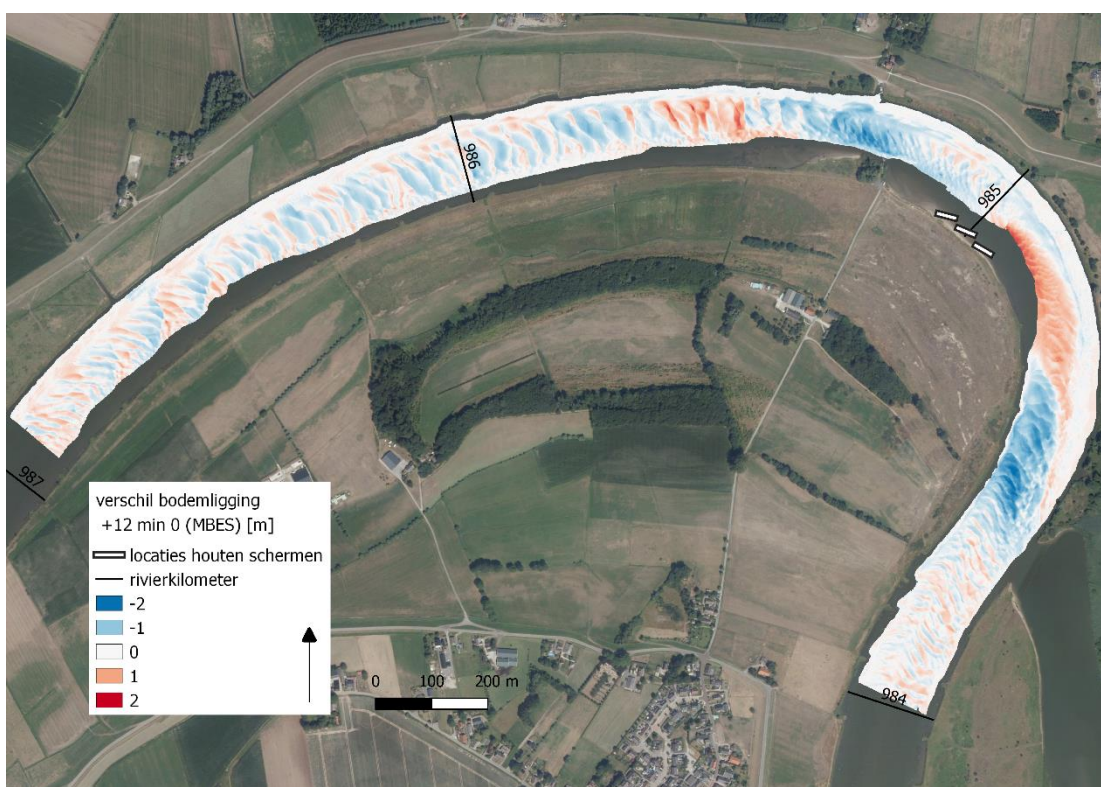 986
985
987
984
verschil bodemligging
+12 min 0 (MBES) [m]
locaties houten schermen
rivierkilometer
-2
-1
0
1
2
0 100 200 m